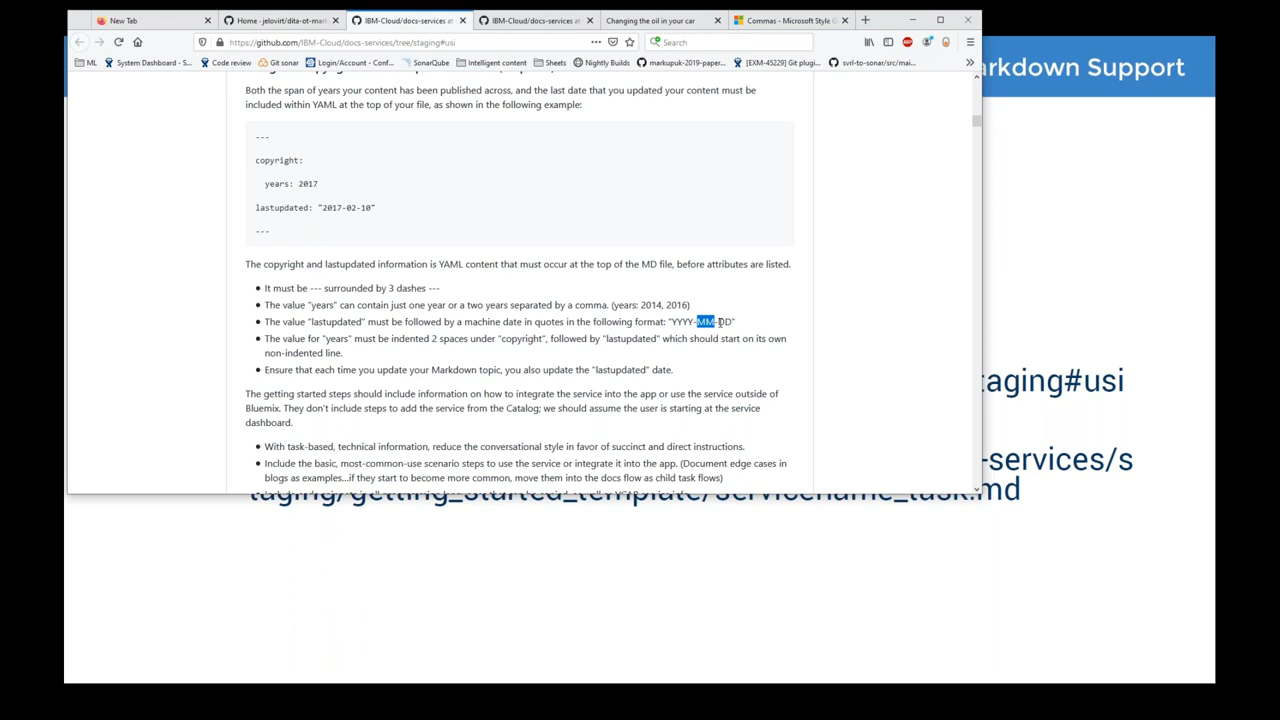 New Tab
Home · jelovirt/dita-ot-mark
IBM-Cloud/docs-services at
IBM-Cloud/docs-services at
Changing the oil in your car
Commas - Microsoft Style G
https://github.com/IBM-Cloud/docs-services/tree/staging#usi
Search
ML
System Dashboard - S...
Code review
Git sonar
Login/Account - Conf...
SonarQube
Intelligent content
Sheets
Nightly Builds
markupuk-2019-paper...
[EXM-45229] Git plugi...
svrl-to-sonar/src/mai...
arkdown Support
Both the span of years your content has been published across, and the last date that you updated your content must be
included within YAML at the top of your file, as shown in the following example:
---
copyright:
years: 2017
lastupdated: "2017-02-10"
---
The copyright and lastupdated information is YAML content that must occur at the top of the MD file, before attributes are listed.
It must be --- surrounded by 3 dashes ---
The value "years" can contain just one year or a two years separated by a comma. (years: 2014, 2016)
The value "lastupdated" must be followed by a machine date in quotes in the following format: "YYYY-MM-DD"
The value for "years" must be indented 2 spaces under "copyright", followed by "lastupdated" which should start on its own
non-indented line.
Ensure that each time you update your Markdown topic, you also update the "lastupdated" date.
The getting started steps should include information on how to integrate the service into the app or use the service outside of
Bluemix. They don't include steps to add the service from the Catalog; we should assume the user is starting at the service
dashboard.
With task-based, technical information, reduce the conversational style in favor of succinct and direct instructions.
Include the basic, most-common-use scenario steps to use the service or integrate it into the app. (Document edge cases in
blogs as examples...if they start to become more common, move them into the docs flow as child task flows)
taging#usi
-services/s
taging/getting_started_template/servicename_task.md